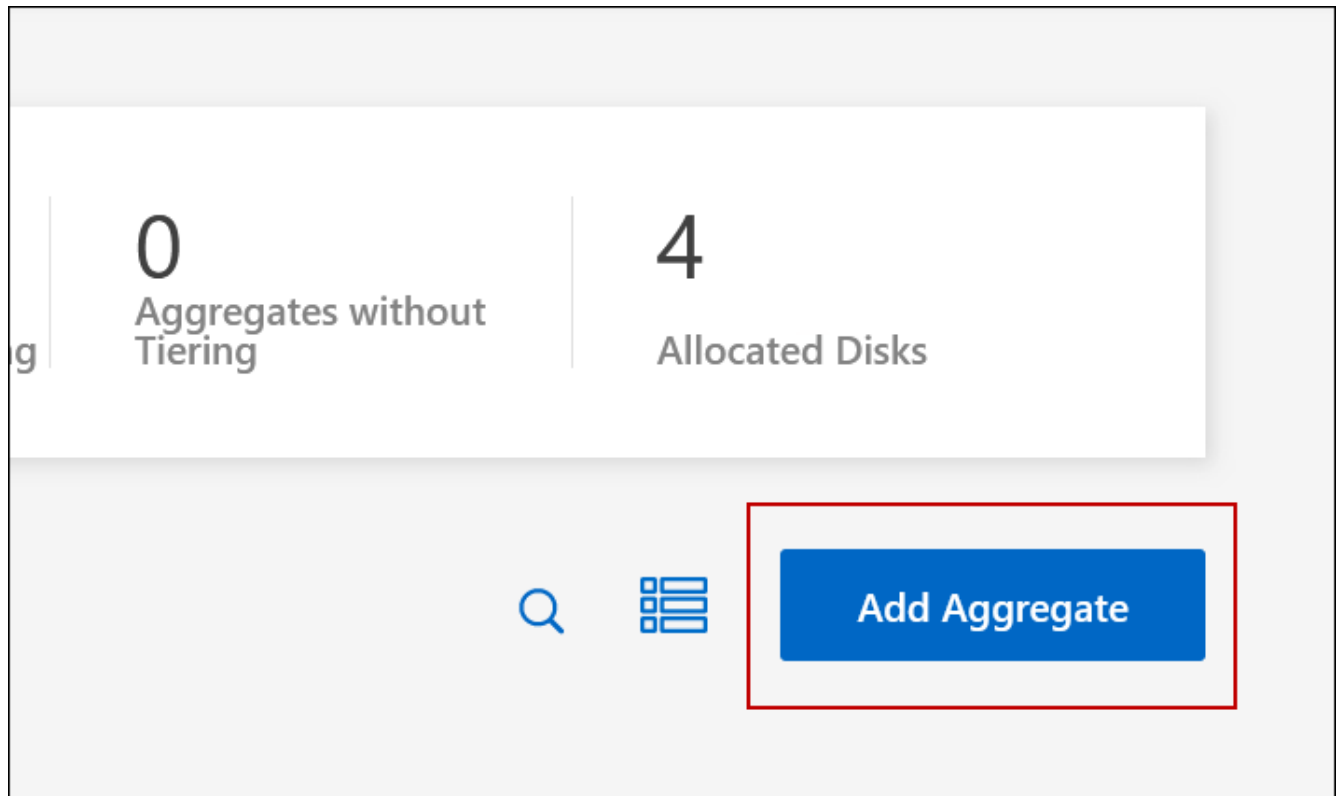 0
Aggregates without
Tiering
4
Allocated Disks
Add Aggregate